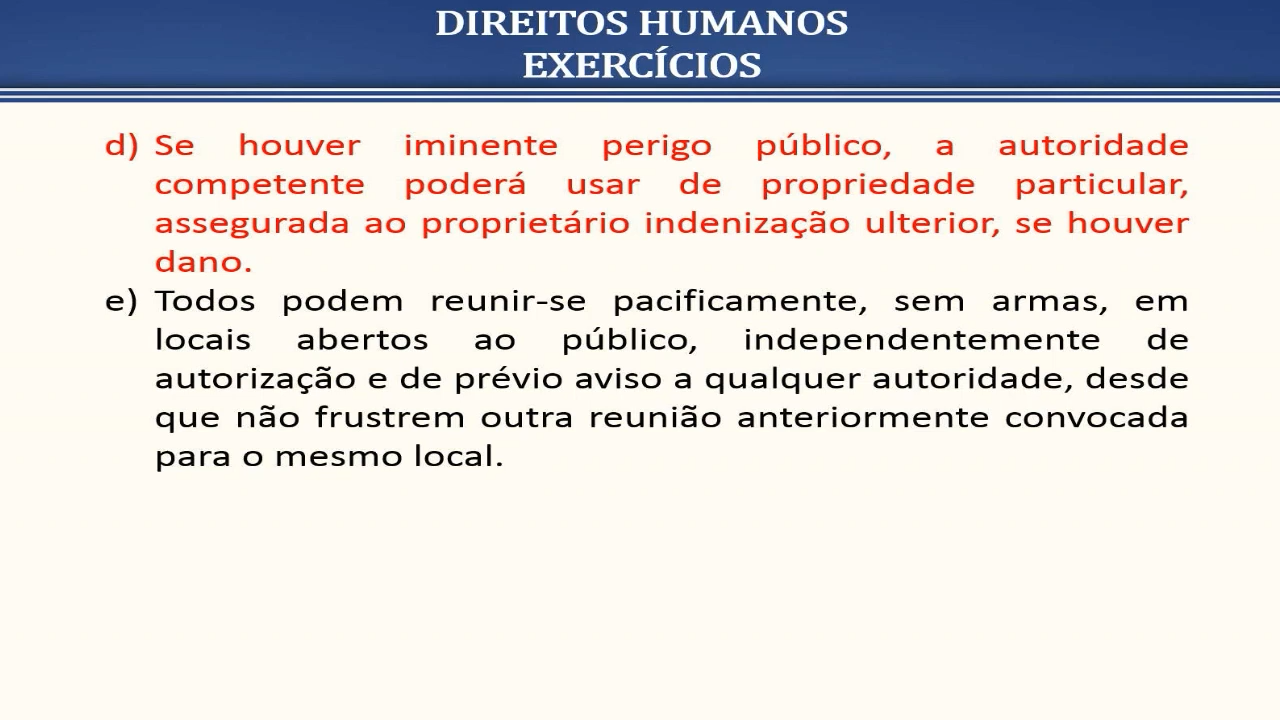 DIREITOS HUMANOS
EXERCÍCIOS
d) Se houver iminente perigo público, a autoridade
competente poderá usar de propriedade particular,
assegurada ao proprietário indenização ulterior, se houver
dano.
e) Todos podem reunir-se pacificamente, sem armas, em
locais abertos ao público, independentemente de
autorização e de prévio aviso a qualquer autoridade, desde
que não frustrem outra reunião anteriormente convocada
para o mesmo local.